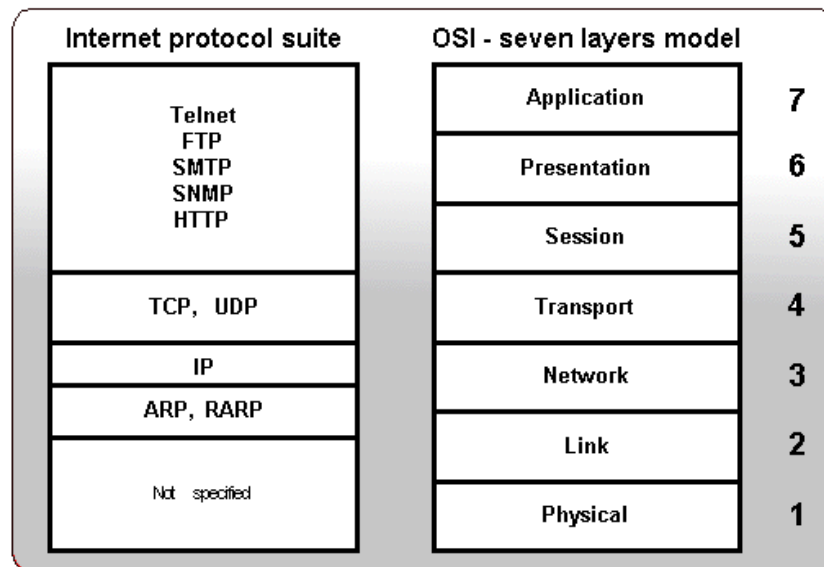 Internet protocol suite
Telnet
FTP
SMTP
SNMP
HTTP
TCP, UDP
IP
ARP, RARP
Not specified
OSI - seven layers model
Application 7
Presentation 6
Session 5
Transport 4
Network 3
Link 2
Physical 1